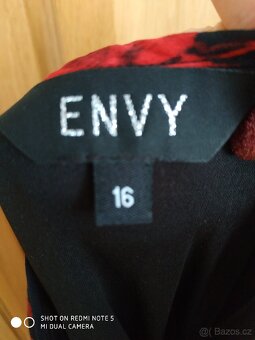 ENVY
16
SHOT ON REDMI NOTE 5
MI DUAL CAMERA
Bazos.cz